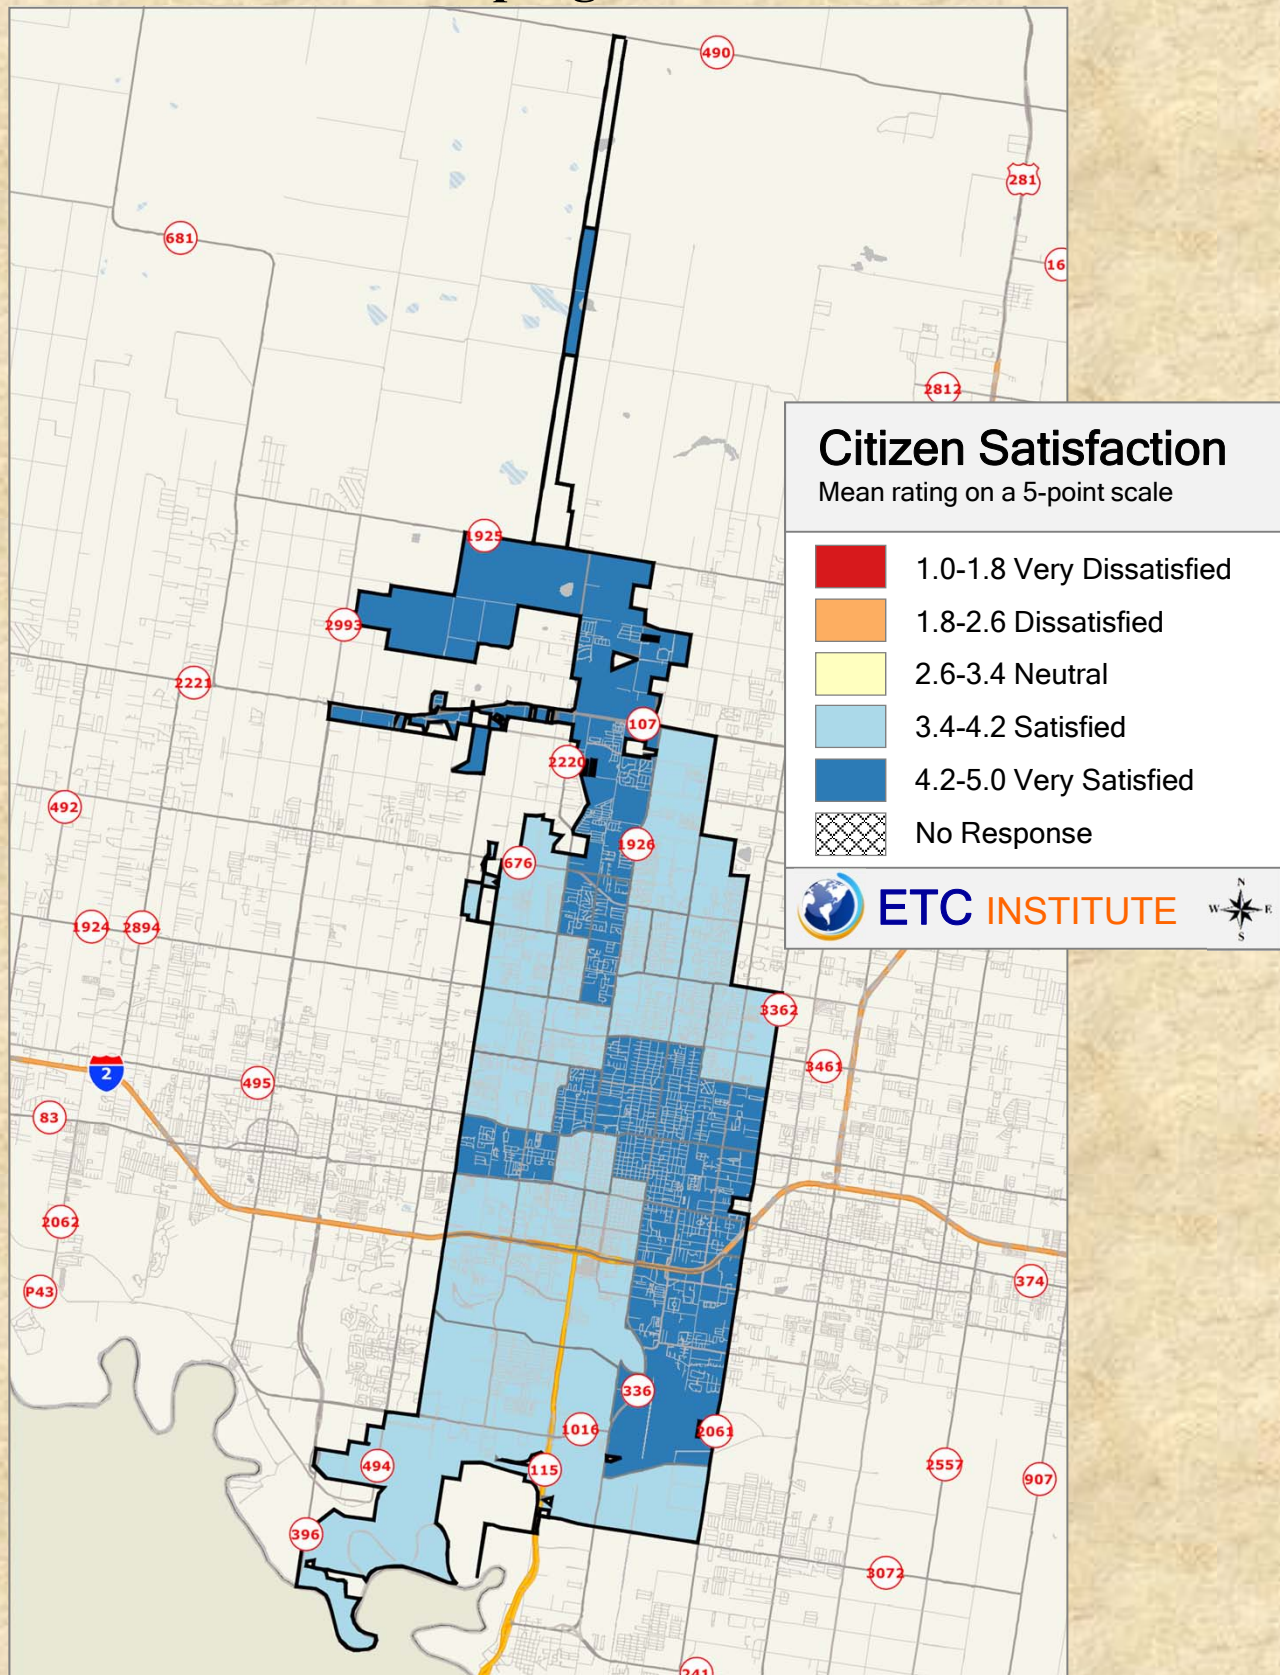 490
281
681
16
2812
Citizen Satisfaction
Mean rating on a 5-point scale
1.0-1.8 Very Dissatisfied
1.8-2.6 Dissatisfied
2.6-3.4 Neutral
3.4-4.2 Satisfied
4.2-5.0 Very Satisfied
No Response
ETC INSTITUTE
N
W E
S
1925
2993
2221
107
2220
492
1926
676
1924
2894
3362
3461
2
495
83
2062
P43
374
336
1016
2061
494
115
2557
907
396
3072
241